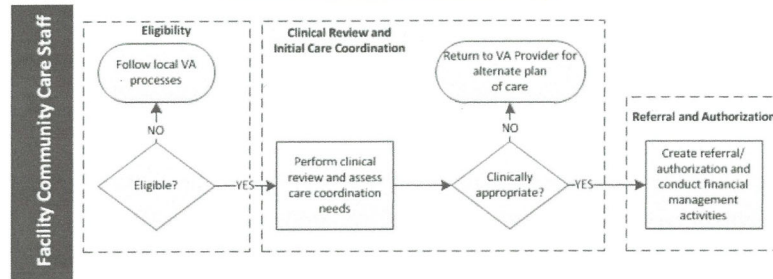 Facility Community Care Staff
Eligibility
Follow local VA
processes
NO
Eligible?
YES
Clinical Review and
Initial Care Coordination
Perform clinical
review and assess
care coordination
needs
Return to VA Provider for
alternate plan
of care
NO
Clinically
appropriate?
YES
Referral and Authorization
Create referral/
authorization and
conduct financial
management
activities